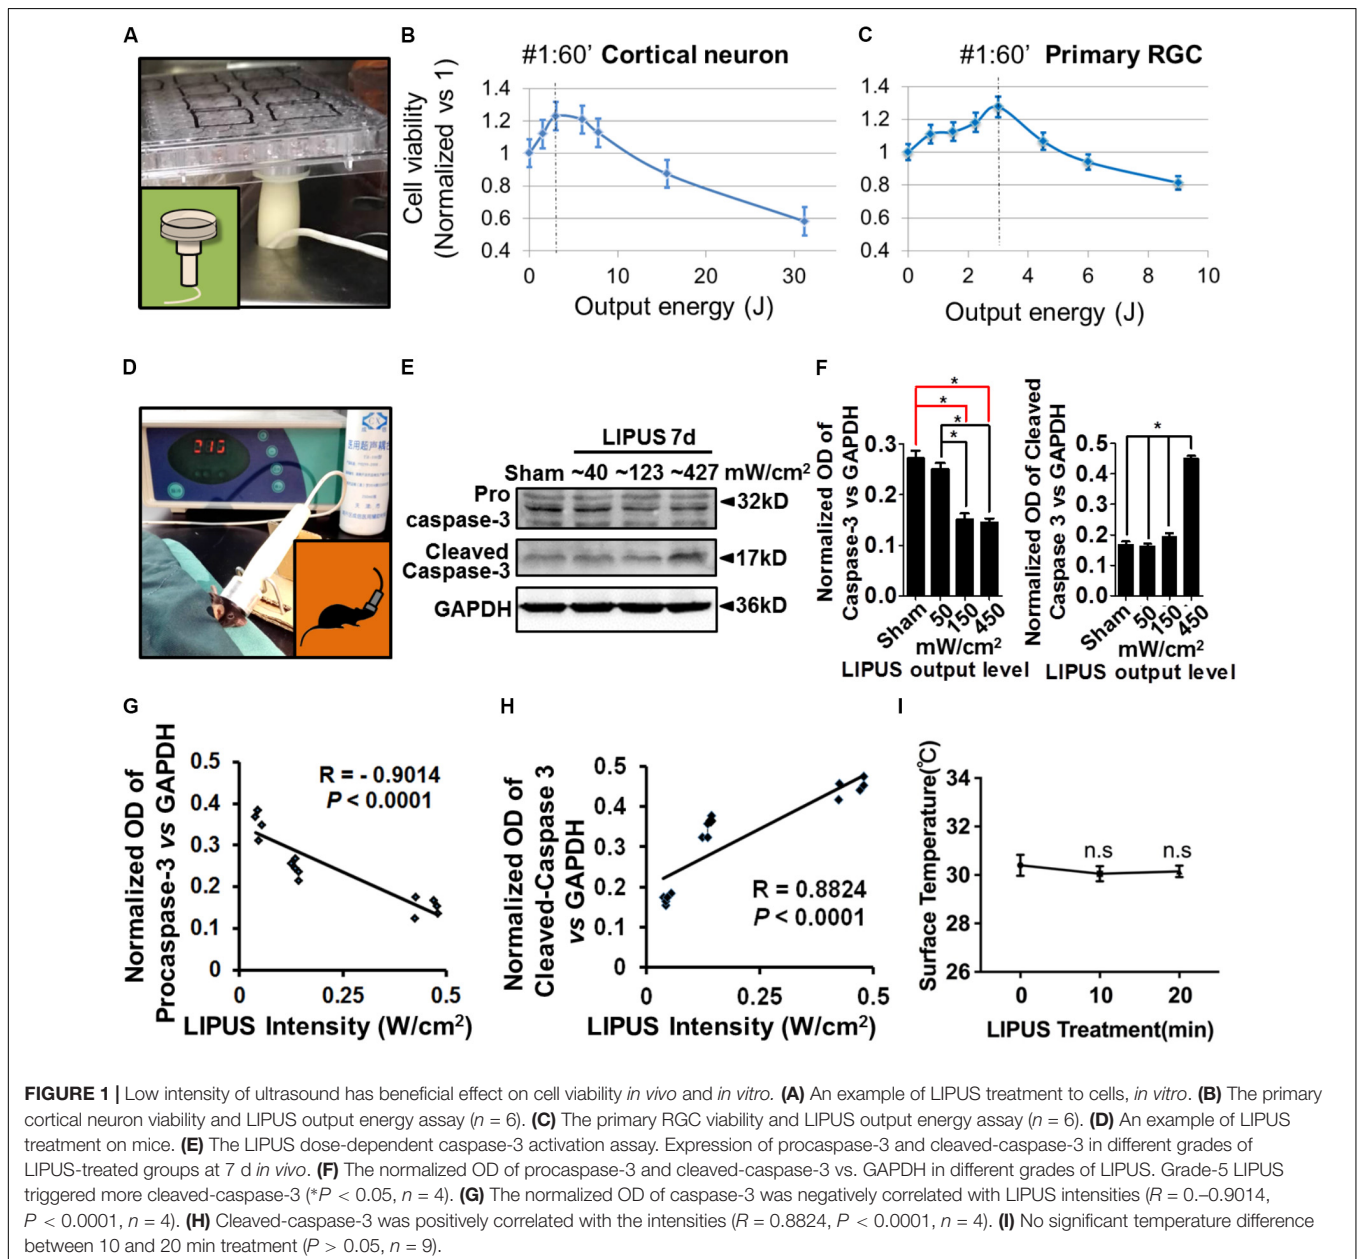 A
B
#1:60’ Cortical neuron
Cell viability
(Normalized vs 1)
1.4
1.2
1
0.8
0.6
0.4
0 10 20 30
Output energy (J)
C
#1:60’ Primary RGC
1.4
1.2
1
0.8
0.6
0.4
0 2 4 6 8 10
Output energy (J)
D
010
E
LIPUS 7d
Sham ~40 ~123 ~427 mW/cm²
Pro
caspase-3
32kD
Cleaved
Caspase-3
17kD
GAPDH
36kD
F
Normalized OD of
Caspase-3 vs GAPDH
0.3
0.2
0.1
0.0
* * * *
Sham 50 150 450
mW/cm²
LIPUS output level
Normalized OD of Cleaved
Caspase 3 vs GAPDH
0.5
0.4
0.3
0.2
0.1
0.0
*
Sham 50 150 450
mW/cm²
LIPUS output level
G
Normalized OD of
Procaspase-3 vs GAPDH
0.5
0.4
0.3
0.2
0.1
0
R = - 0.9014
P < 0.0001
0 0.25 0.5
LIPUS Intensity (W/cm²)
H
Normalized OD of
Cleaved-Caspase 3
vs GAPDH
0.5
0.4
0.3
0.2
0.1
0
R = 0.8824
P < 0.0001
0 0.25 0.5
LIPUS Intensity (W/cm²)
I
Surface Temperature(°C)
34
32
30
28
26
n.s n.s
0 10 20
LIPUS Treatment(min)
FIGURE 1 | Low intensity of ultrasound has beneficial effect on cell viability in vivo and in vitro. (A) An example of LIPUS treatment to cells, in vitro. (B) The primary
cortical neuron viability and LIPUS output energy assay (n = 6). (C) The primary RGC viability and LIPUS output energy assay (n = 6). (D) An example of LIPUS
treatment on mice. (E) The LIPUS dose-dependent caspase-3 activation assay. Expression of procaspase-3 and cleaved-caspase-3 in different grades of
LIPUS-treated groups at 7 d in vivo. (F) The normalized OD of procaspase-3 and cleaved-caspase-3 vs. GAPDH in different grades of LIPUS. Grade-5 LIPUS
triggered more cleaved-caspase-3 (*P < 0.05, n = 4). (G) The normalized OD of caspase-3 was negatively correlated with LIPUS intensities (R = 0.–0.9014,
P < 0.0001, n = 4). (H) Cleaved-caspase-3 was positively correlated with the intensities (R = 0.8824, P < 0.0001, n = 4). (I) No significant temperature difference
between 10 and 20 min treatment (P > 0.05, n = 9).